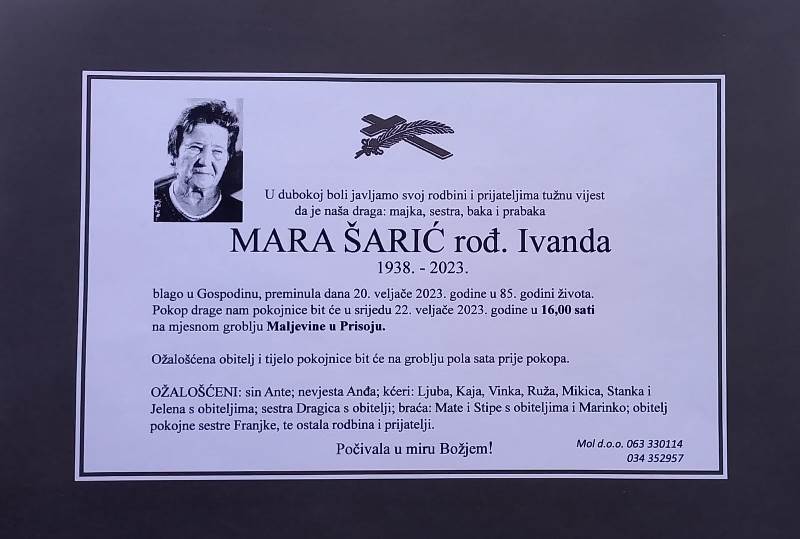 U dubokoj boli javljamo svoj rodbini i prijateljima tužnu vijest
da je naša draga: majka, sestra, baka i prabaka
MARA ŠARIĆ rođ. Ivanda
1938. - 2023.
blago u Gospodinu, preminula dana 20. veljače 2023. godine u 85. godini života.
Pokop drage nam pokojnice bit će u srijedu 22. veljače 2023. godine u 16,00 sati
na mjesnom groblju Maljevine u Prisoju.
Ožalošćena obitelj i tijelo pokojnice bit će na groblju pola sata prije pokopa.
OŽALOŠĆENI: sin Ante; nevjesta Anđa; kćeri: Ljuba, Kaja, Vinka, Ruža, Mikica, Stanka i
Jelena s obiteljima; sestra Dragica s obitelji; braća: Mate i Stipe s obiteljima i Marinko; obitelj
pokojne sestre Franjke, te ostala rodbina i prijatelji.
Počivala u miru Božjem!
Mol d.o.o. 063 330114
034 352957